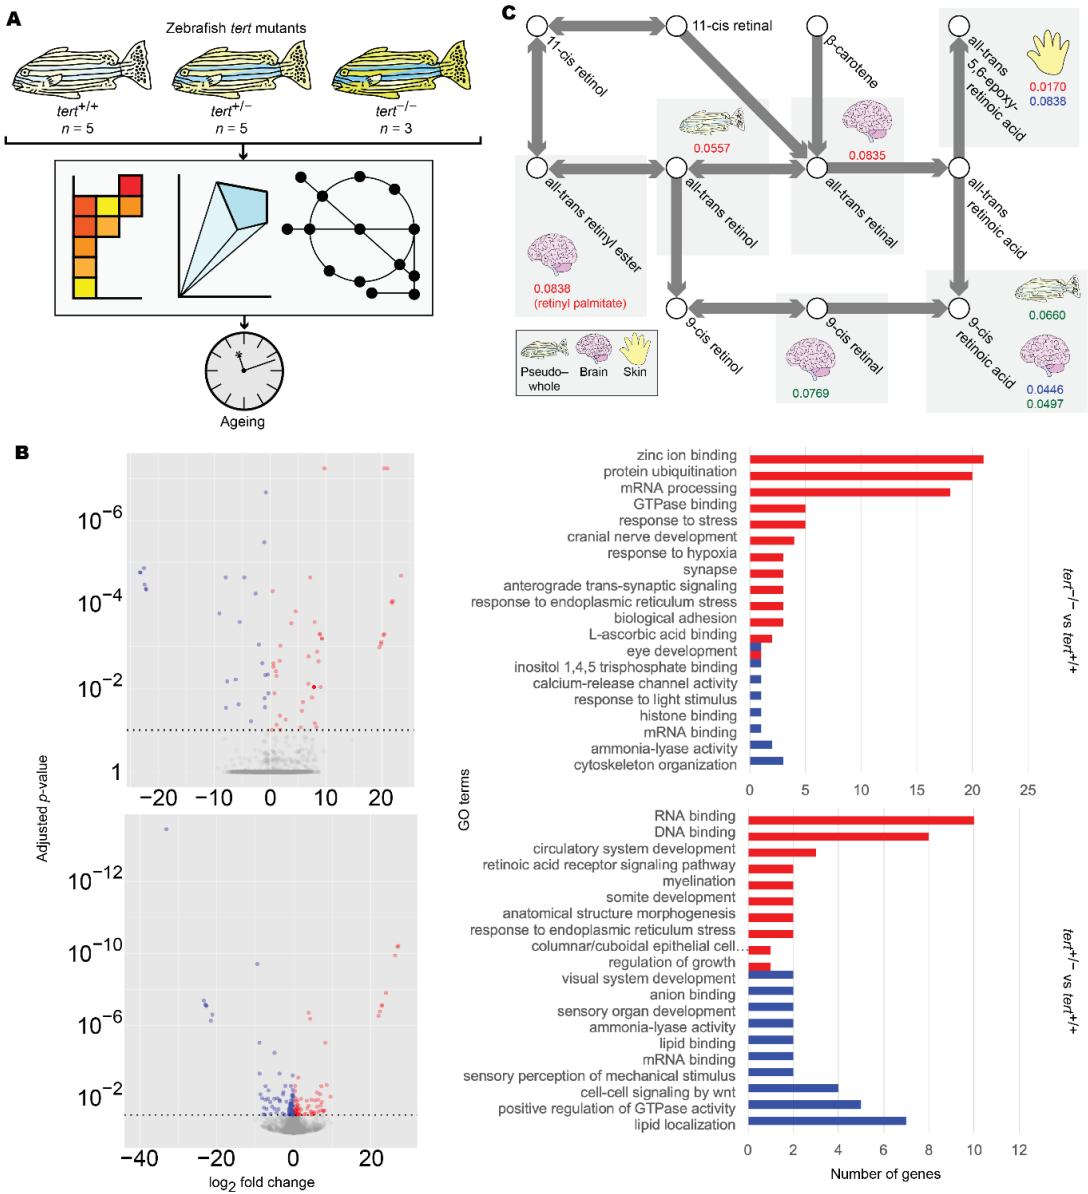 A
Zebrafish tert mutants
tert+/+
n = 5
tert+/−
n = 5
tert−/−
n = 3
*
Ageing
C
11-cis retinol
11-cis retinal
β-carotene
all-trans
5,6-epoxy-
retinoic acid
0.0170
0.0838
0.0557
0.0835
all-trans retinyl ester
all-trans retinol
all-trans retinal
all-trans
retinoic acid
0.0838
(retinyl palmitate)
9-cis retinol
9-cis retinal
9-cis
retinoic acid
0.0660
0.0769
0.0446
0.0497
Pseudo–
whole
Brain
Skin
B
Adjusted p-value
10−6
10−4
10−2
1
−20 −10 0 10 20
10−12
10−10
10−6
10−2
−40 −20 0 20
log2 fold change
GO terms
zinc ion binding
protein ubiquitination
mRNA processing
GTPase binding
response to stress
cranial nerve development
response to hypoxia
synapse
anterograde trans-synaptic signaling
response to endoplasmic reticulum stress
biological adhesion
L-ascorbic acid binding
eye development
inositol 1,4,5 trisphosphate binding
calcium-release channel activity
response to light stimulus
histone binding
mRNA binding
ammonia-lyase activity
cytoskeleton organization
0 5 10 15 20 25
tert−/− vs tert+/+
RNA binding
DNA binding
circulatory system development
retinoic acid receptor signaling pathway
myelination
somite development
anatomical structure morphogenesis
response to endoplasmic reticulum stress
columnar/cuboidal epithelial cell…
regulation of growth
visual system development
anion binding
sensory organ development
ammonia-lyase activity
lipid binding
mRNA binding
sensory perception of mechanical stimulus
cell-cell signaling by wnt
positive regulation of GTPase activity
lipid localization
0 2 4 6 8 10 12
Number of genes
tert+/− vs tert+/+